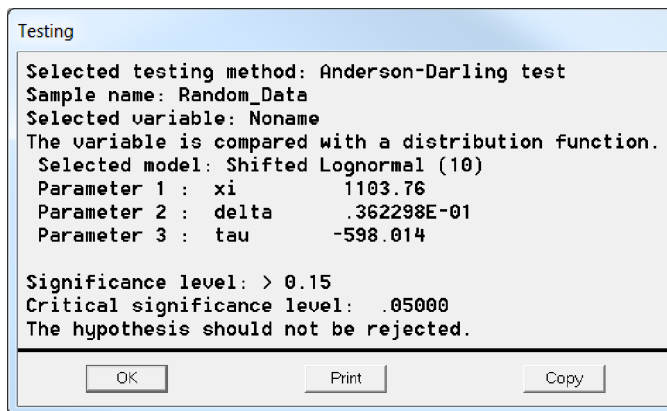 Testing
Selected testing method: Anderson-Darling test
Sample name: Random_Data
Selected variable: Noname
The variable is compared with a distribution function.
Selected model: Shifted Lognormal (10)
Parameter 1 : xi 1103.76
Parameter 2 : delta .362298E-01
Parameter 3 : tau -598.014
Significance level: > 0.15
Critical significance level: .05000
The hypothesis should not be rejected.
OK Print Copy